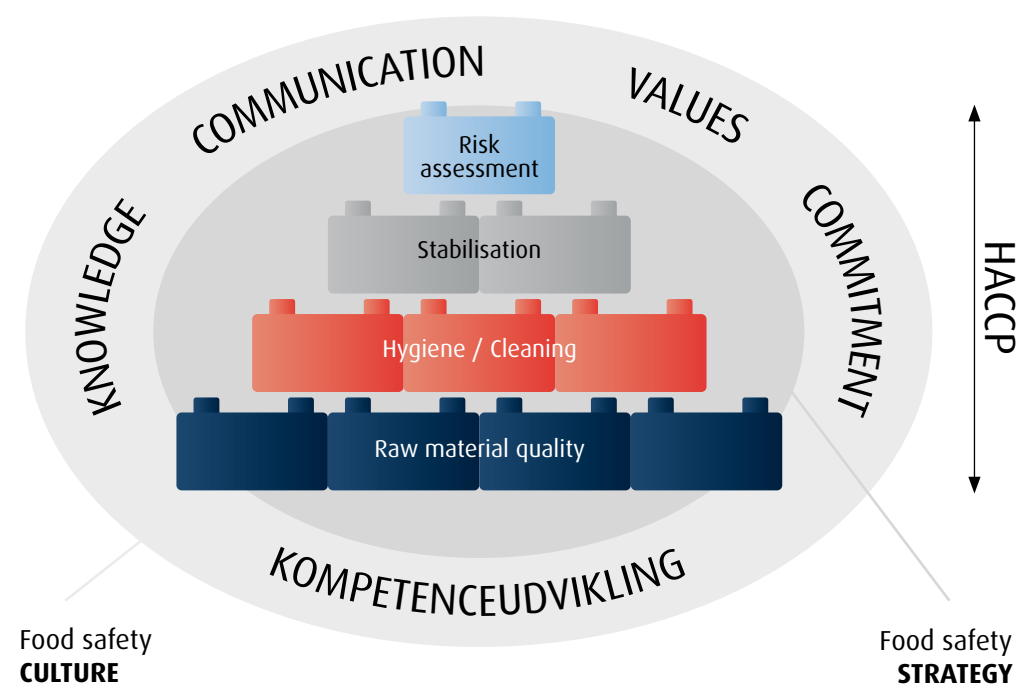 COMMUNICATION
VALUES
KNOWLEDGE
COMMITMENT
Risk
assessment
Stabilisation
Hygiene / Cleaning
Raw material quality
HACCP
KOMPETENCEUDVIKLING
Food safety
CULTURE
Food safety
STRATEGY